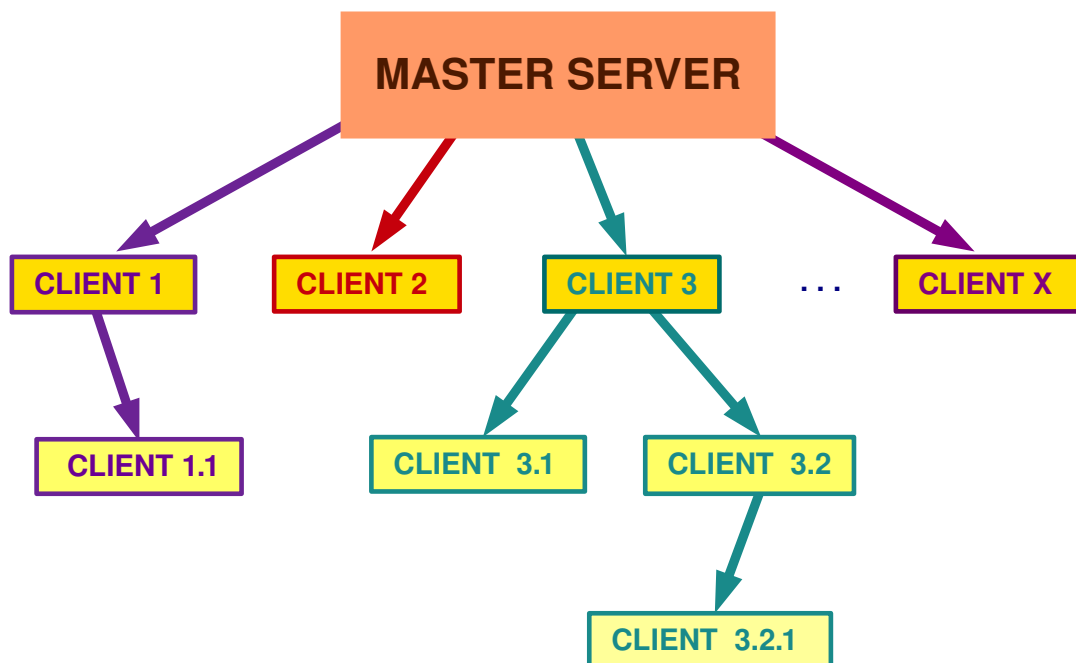 MASTER SERVER
CLIENT 1
CLIENT 2
CLIENT 3
. . .
CLIENT X
CLIENT 1.1
CLIENT 3.1
CLIENT 3.2
CLIENT 3.2.1